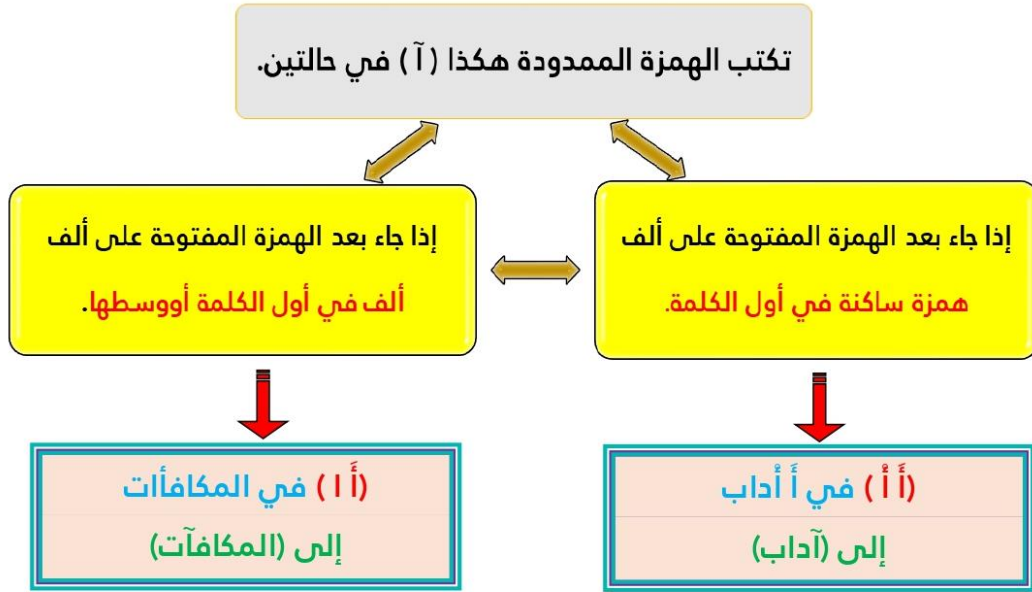 تكتب الهمزة الممدودة هكذا ( آ ) في حالتين.
إذا جاء بعد الهمزة المفتوحة على ألف
همزة ساكنة في أول الكلمة.
إذا جاء بعد الهمزة المفتوحة على ألف
ألف في أول الكلمة أووسطها.
(أَ أْ ) في أَ أْداب
إلى (آداب)
(أَ ا ) في المكافأات
إلى (المكافآت)